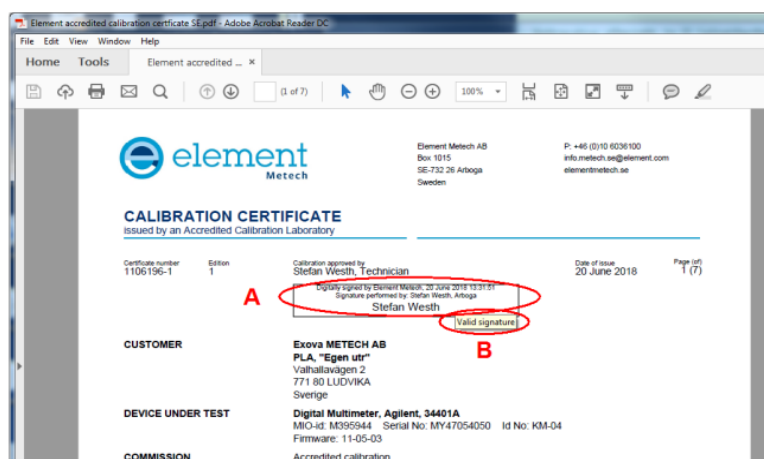 Element accredited calibration certficate SE.pdf - Adobe Acrobat Reader DC
File Edit View Window Help
Home Tools Element accredited ... ×
(1 of 7) 100%
element
Metech
Element Metech AB
Box 1015
SE-732 26 Arboga
Sweden
P: +46 (0)10 6036100
info.metech.se@element.com
elementmetech.se
CALIBRATION CERTIFICATE
issued by an Accredited Calibration Laboratory
Certificate number
1106196-1
Edition
1
Calibration approved by
Stefan Westh, Technician
Date of issue
20 June 2018
Page (of)
1 (7)
A
Digitally signed by Element Metech, 20 June 2018 13:31:51
Signature performed by: Stefan Westh, Arboga
Stefan Westh
Valid signature
B
CUSTOMER
Exova METECH AB
PLA, "Egen utr"
Valhallavägen 2
771 80 LUDVIKA
Sverige
DEVICE UNDER TEST
Digital Multimeter, Agilent, 34401A
MIO-id: M395944 Serial No: MY47054050 Id No: KM-04
Firmware: 11-05-03
COMMISSION
Accredited calibration